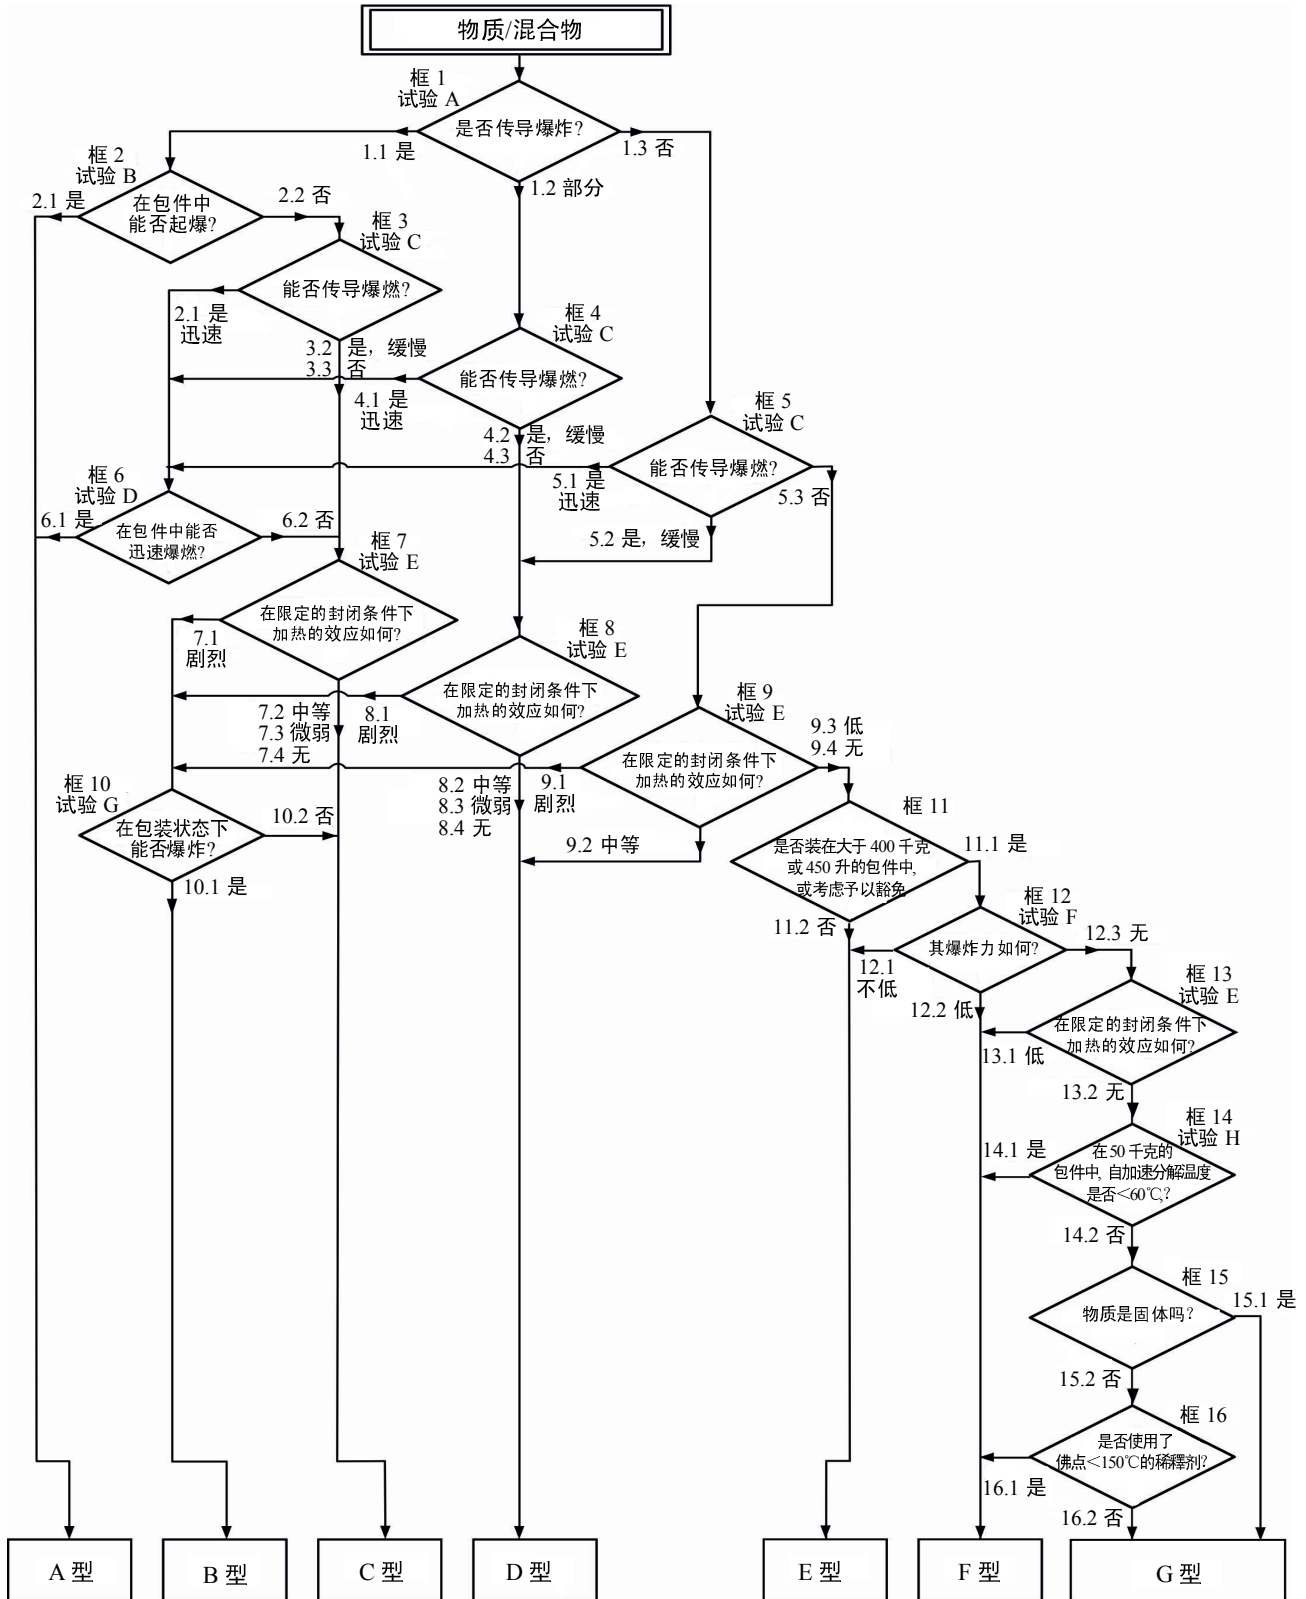 物质/混合物
框 1
试验 A
是否传导爆炸?
1.1 是
1.3 否
1.2 部分
框 2
试验 B
2.1 是
在包件中
能否起爆?
2.2 否
框 3
试验 C
能否传导爆燃?
2.1 是
迅速
3.2 是，缓慢
3.3 否
框 4
试验 C
能否传导爆燃?
4.1 是
迅速
4.2 是，缓慢
4.3 否
框 5
试验 C
能否传导爆燃?
5.1 是
迅速
5.3 否
5.2 是，缓慢
框 6
试验 D
6.1 是
在包件中能否
迅速爆燃?
6.2 否
框 7
试验 E
在限定的封闭条件下
加热的效应如何?
7.1
剧烈
7.2 中等
7.3 微弱
7.4 无
框 8
试验 E
在限定的封闭条件下
加热的效应如何?
8.1
剧烈
8.2 中等
8.3 微弱
8.4 无
框 9
试验 E
在限定的封闭条件下
加热的效应如何?
9.3 低
9.4 无
9.1
剧烈
9.2 中等
框 10
试验 G
在包装状态下
能否爆炸?
10.2 否
10.1 是
框 11
是否装在大于 400 千克
或 450 升的包件中,
或考虑予以豁免
11.1 是
11.2 否
框 12
试验 F
其爆炸力如何?
12.3 无
12.1
不低
12.2 低
框 13
试验 E
在限定的封闭条件下
加热的效应如何?
13.1 低
13.2 无
框 14
试验 H
14.1 是
在50 千克的
包件中, 自加速分解温度
是否<60℃,?
14.2 否
框 15
物质是固体吗?
15.1 是
15.2 否
框 16
是否使用了
佛点<150℃的稀釋剂?
16.1 是
16.2 否
A 型
B 型
C 型
D 型
E 型
F 型
G 型